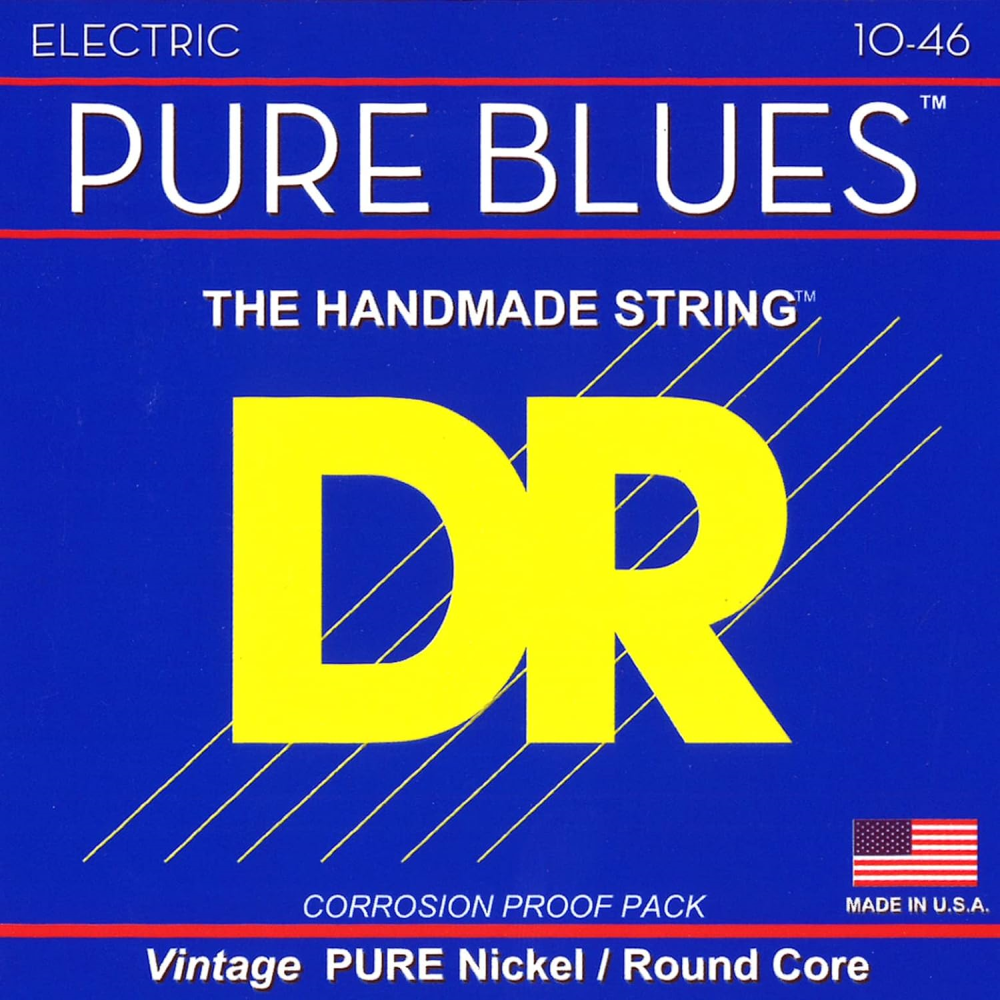 ELECTRIC 10-46
PURE BLUES™
THE HANDMADE STRING™
DR
CORROSION PROOF PACK
MADE IN U.S.A.
Vintage PURE Nickel / Round Core